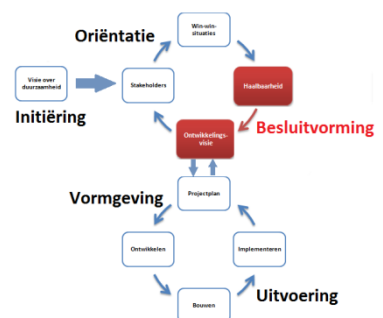 Oriëntatie
Win-win-
situaties
Visie over
duurzaamheid
Stakeholders
Haalbaarheid
Initiëring
Ontwikkelings-
visie
Besluitvorming
Projectplan
Vormgeving
Ontwikkelen
Implementeren
Bouwen
Uitvoering